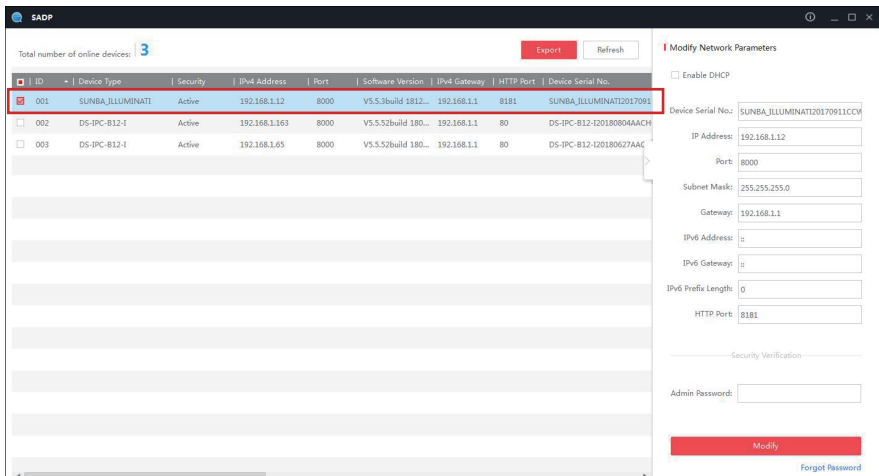 SADP
Total number of online devices: 3
Export
Refresh
ID | Device Type | Security | IPv4 Address | Port | Software Version | IPv4 Gateway | HTTP Port | Device Serial No.
001 SUNBA_ILLUMINATI Active 192.168.1.12 8000 V5.5.3build 1812... 192.168.1.1 8181 SUNBA_ILLUMINATI2017091
002 DS-IPC-B12-I Active 192.168.1.163 8000 V5.5.52build 180... 192.168.1.1 80 DS-IPC-B12-I20180804AACH
003 DS-IPC-B12-I Active 192.168.1.65 8000 V5.5.52build 180... 192.168.1.1 80 DS-IPC-B12-I20180627AAC
Modify Network Parameters
Enable DHCP
Device Serial No.: SUNBA_ILLUMINATI20170911CCW
IP Address: 192.168.1.12
Port: 8000
Subnet Mask: 255.255.255.0
Gateway: 192.168.1.1
IPv6 Address: ::
IPv6 Gateway: ::
IPv6 Prefix Length: 0
HTTP Port: 8181
Security Verification
Admin Password:
Modify
Forgot Password